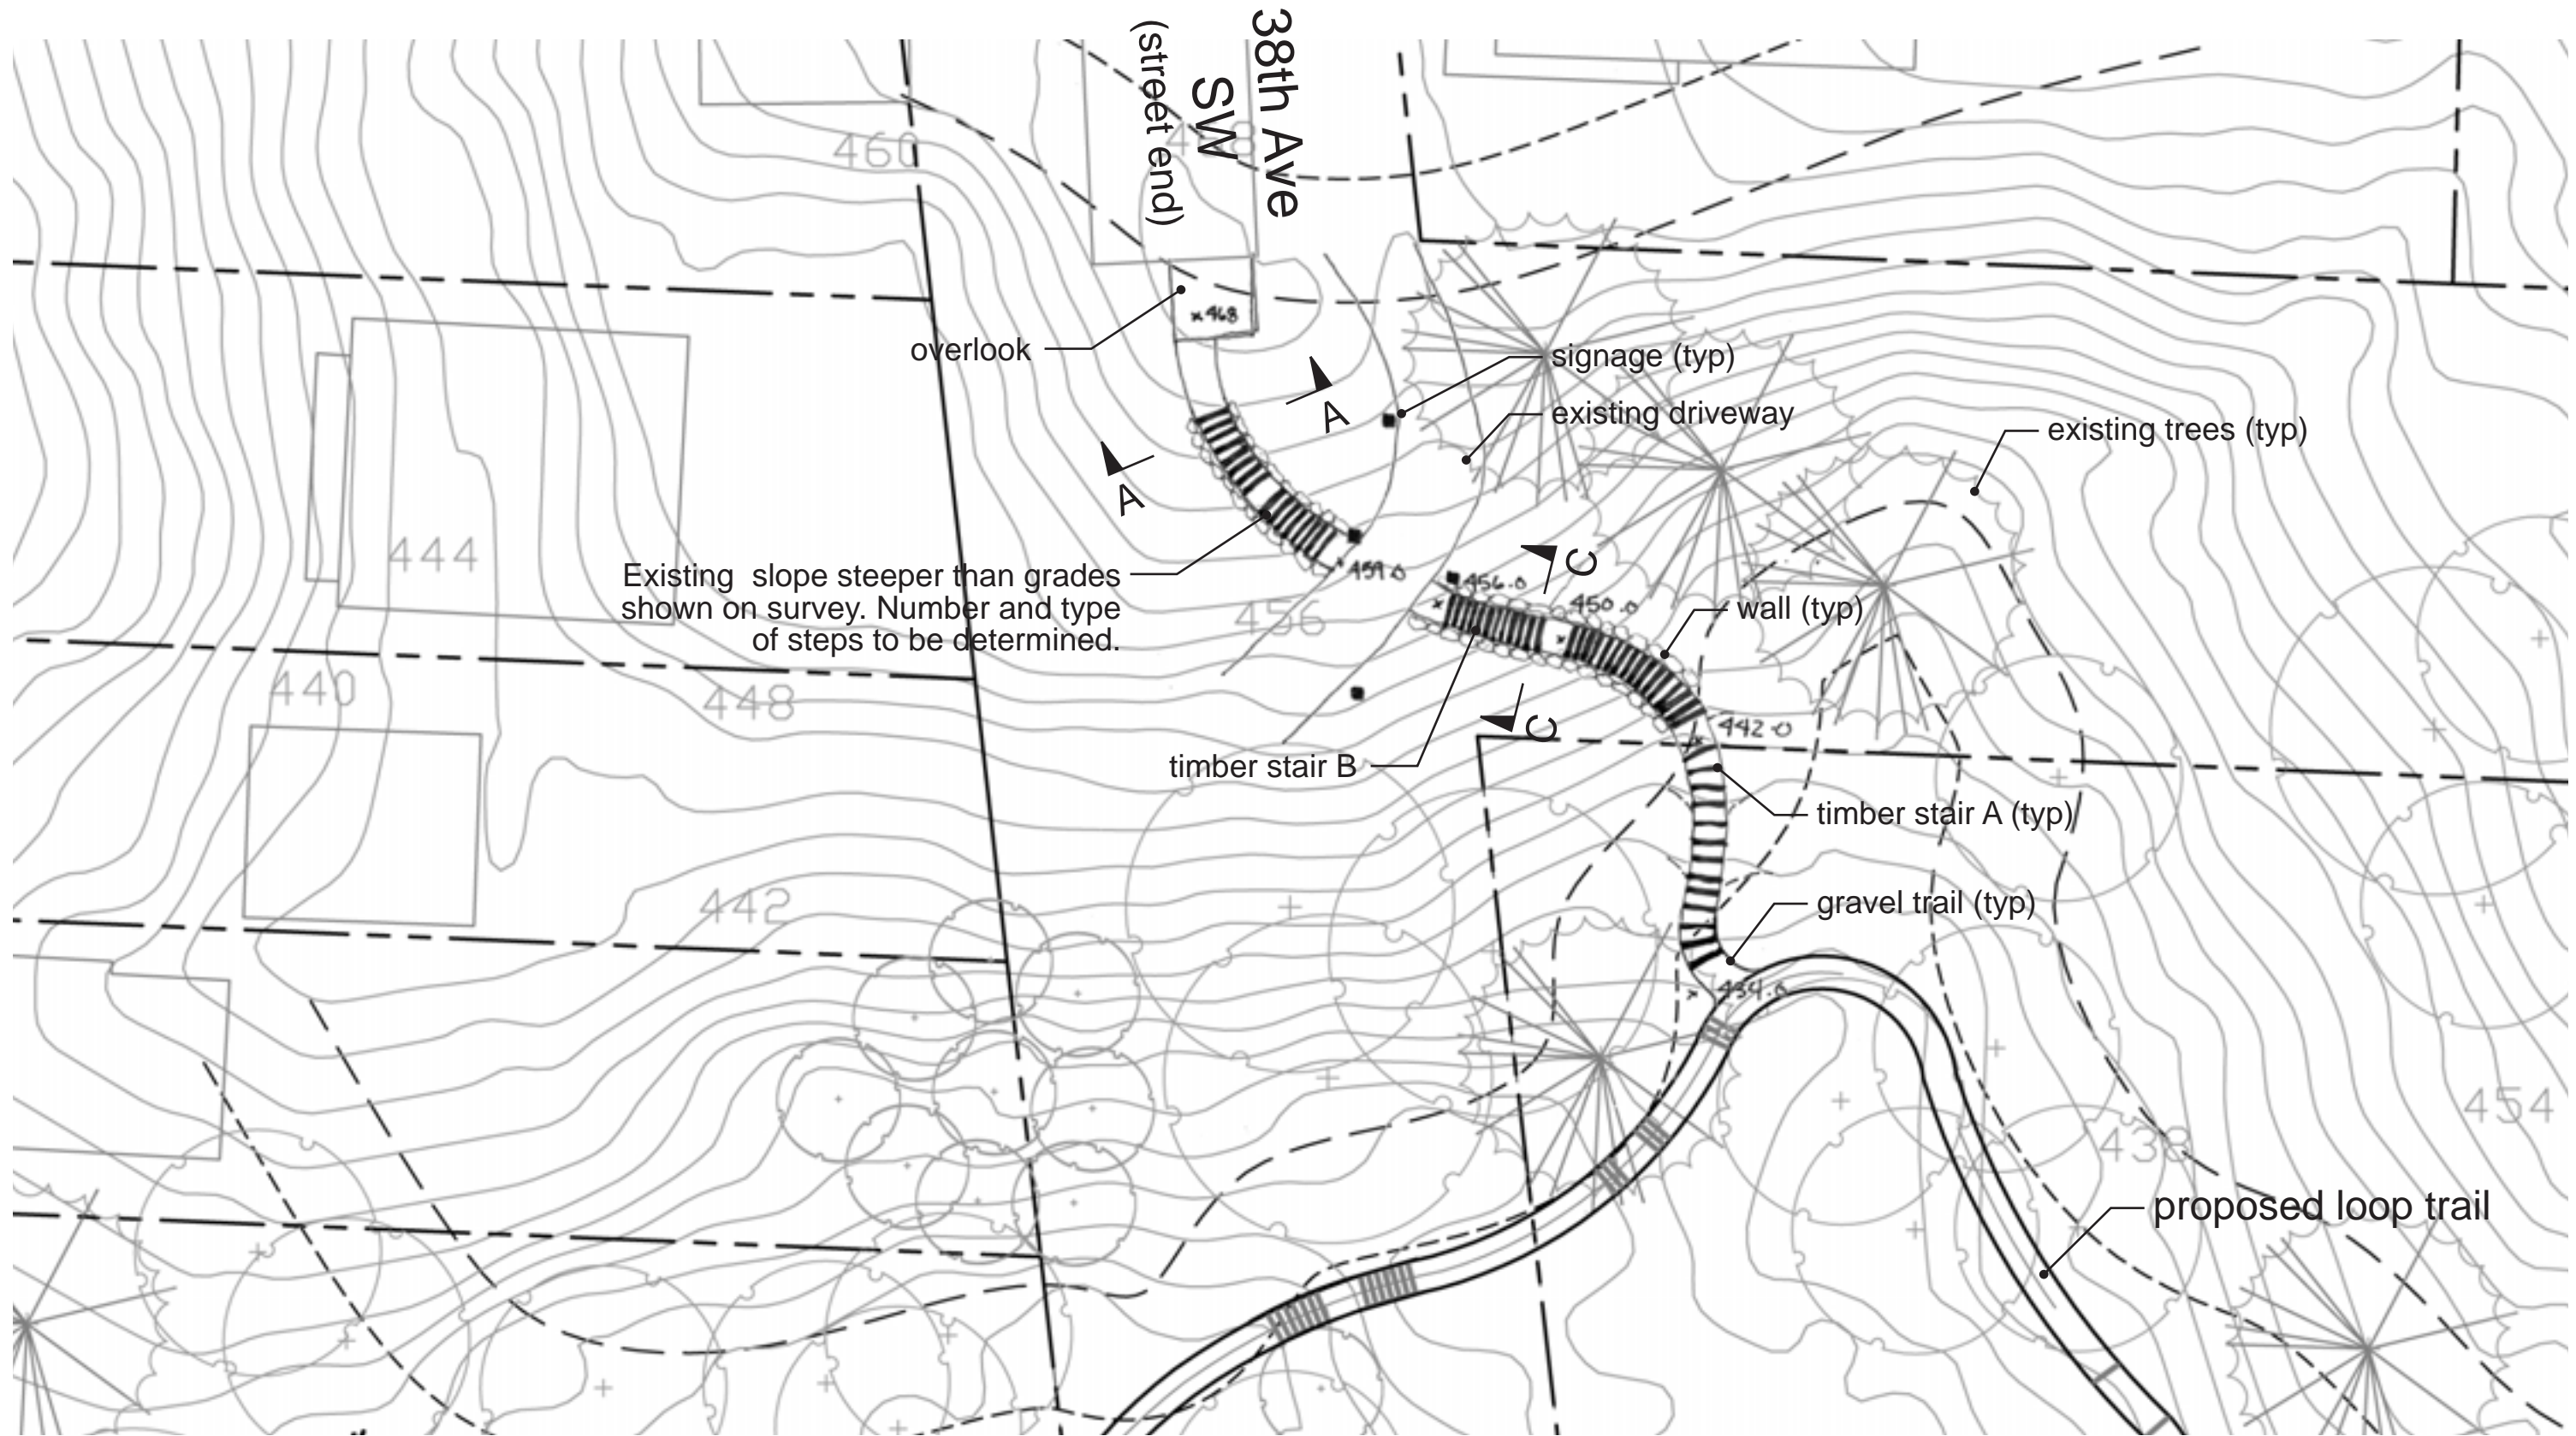 38th Ave
SW
(street end)
460
468
×468
overlook
A
signage (typ)
existing driveway
existing trees (typ)
A
444
Existing slope steeper than grades
shown on survey. Number and type
of steps to be determined.
459.0
456.0
C
450.0
456
wall (typ)
440
448
442.0
C
timber stair B
timber stair A (typ)
442
gravel trail (typ)
434.0
454
438
proposed loop trail